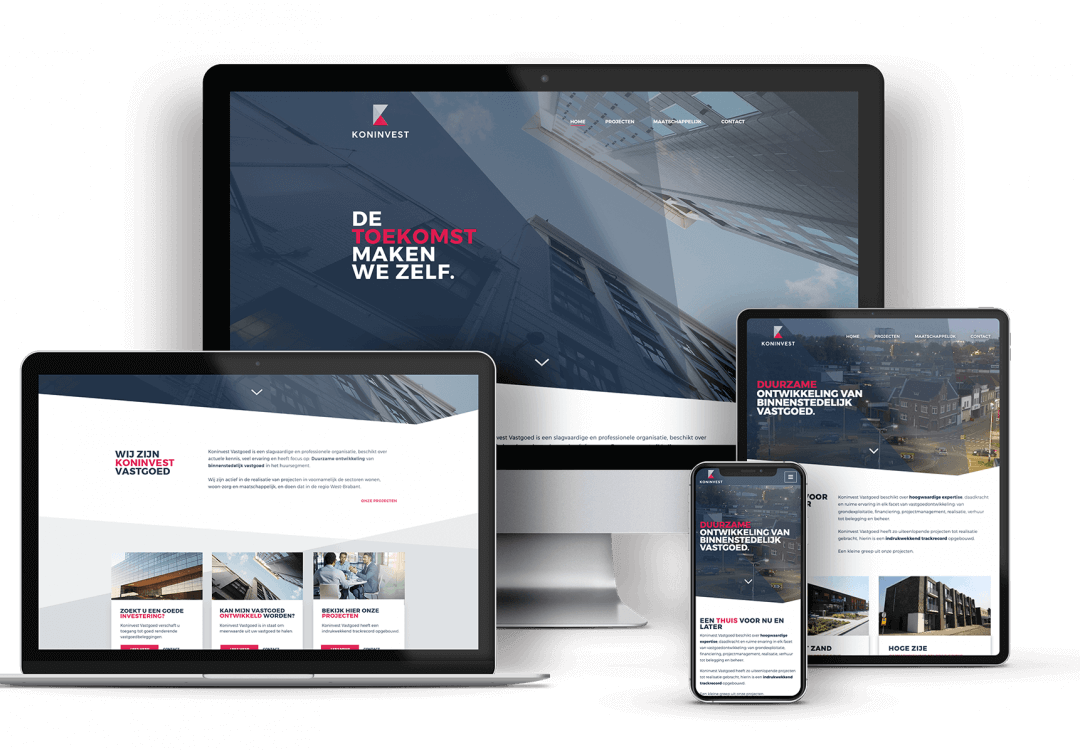 KONINVEST
HOME PROJECTEN MAATSCHAPPELIJK CONTACT
DE
TOEKOMST
MAKEN
WE ZELF.
Vastgoed is een slagvaardige en professionele organisatie, beschikt over
WIJ ZIJN
KONINVEST
VASTGOED
Koninvest Vastgoed is een slagvaardige en professionele organisatie, beschikt over
actuele kennis, veel ervaring en heeft focus op: Duurzame ontwikkeling van
binnenstedelijk vastgoed in het huursegment.
Wij zijn actief in de realisatie van projecten in voornamelijk de sectoren wonen,
woon-zorg en maatschappelijk, en doen dat in de regio West-Brabant.
ONZE PROJECTEN
ZOEKT U EEN GOEDE
INVESTERING?
Koninvest Vastgoed verschaft u
toegang tot goed renderende
vastgoedbeleggingen
KAN MIJN VASTGOED
ONTWIKKELD WORDEN?
Koninvest Vastgoed is in staat om
meerwaarde uit uw vastgoed te halen
BEKIJK HIER ONZE
PROJECTEN
Koninvest Vastgoed heeft een
indrukwekkend trackrecord opgebouwd
KONINVEST
HOME PROJECTEN MAATSCHAPPELIJK CONTACT
DUURZAME
ONTWIKKELING VAN
BINNENSTEDELIJK
VASTGOED.
VOOR
R
Koninvest Vastgoed beschikt over hoogwaardige expertise, daadkracht
en ruime ervaring in elk facet van vastgoedontwikkeling van
grondexploitatie, financiering, projectmanagement, realisatie, verhuur
tot belegging en beheer.
Koninvest Vastgoed heeft zo uiteenlopende projecten tot realisatie
gebracht, hierin is een indrukwekkend trackrecord opgebouwd.
Een kleine greep uit onze projecten.
T ZAND
HOGE ZIJE
KONINVEST
DUURZAME
ONTWIKKELING VAN
BINNENSTEDELIJK
VASTGOED.
EEN THUIS VOOR NU EN
LATER
Koninvest Vastgoed beschikt over hoogwaardige
expertise, daadkracht en ruime ervaring in elk facet
van vastgoedontwikkeling van grondexploitatie,
financiering, projectmanagement, realisatie, verhuur
tot belegging en beheer.
Koninvest Vastgoed heeft zo uiteenlopende projecten
tot realisatie gebracht, hierin is een indrukwekkend
trackrecord opgebouwd.
Een kleine greep uit onze projecten.